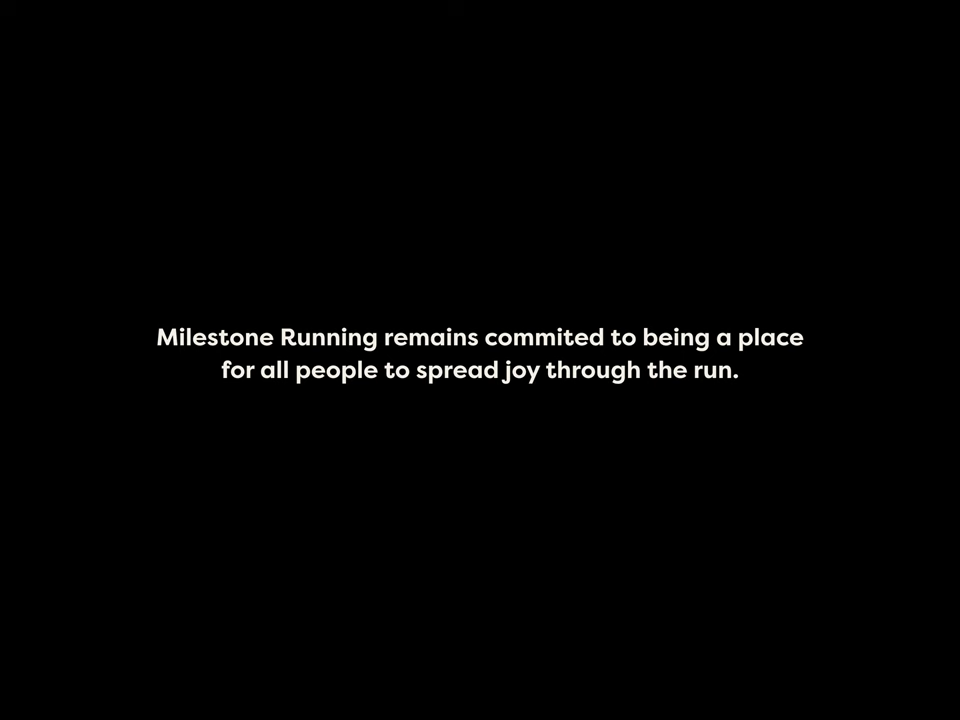 Milestone Running remains commited to being a place
for all people to spread joy through the run.